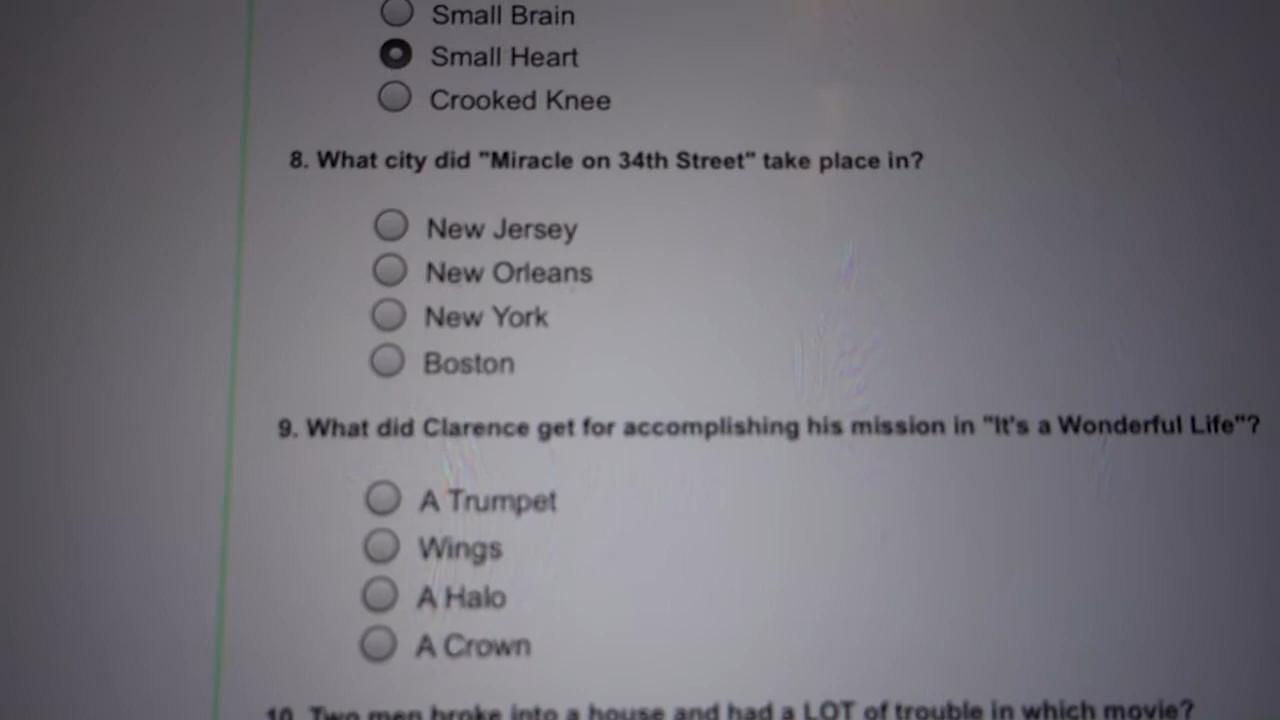 Small Brain
Small Heart
Crooked Knee
8. What city did "Miracle on 34th Street" take place in?
New Jersey
New Orleans
New York
Boston
9. What did Clarence get for accomplishing his mission in "It's a Wonderful Life"?
A Trumpet
Wings
A Halo
A Crown
10. Two men broke into a house and had a LOT of trouble in which movie?